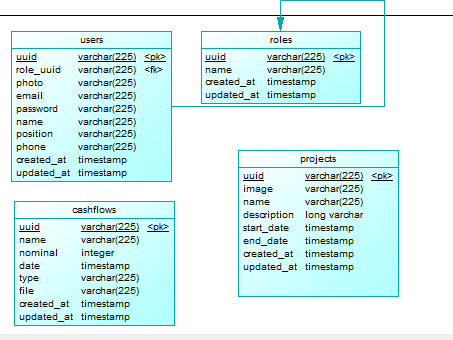 users
uuid varchar(225) <pk>
role_uuid varchar(225) <fk>
photo varchar(225)
email varchar(225)
password varchar(225)
name varchar(225)
position varchar(225)
phone varchar(225)
created_at timestamp
updated_at timestamp
roles
uuid varchar(225) <pk>
name varchar(225)
created_at timestamp
updated_at timestamp
projects
uuid varchar(225) <pk>
image varchar(225)
name varchar(225)
description long varchar
start_date timestamp
end_date timestamp
created_at timestamp
updated_at timestamp
cashflows
uuid varchar(225) <pk>
name varchar(225)
nominal integer
date timestamp
type varchar(225)
file varchar(225)
created_at timestamp
updated_at timestamp